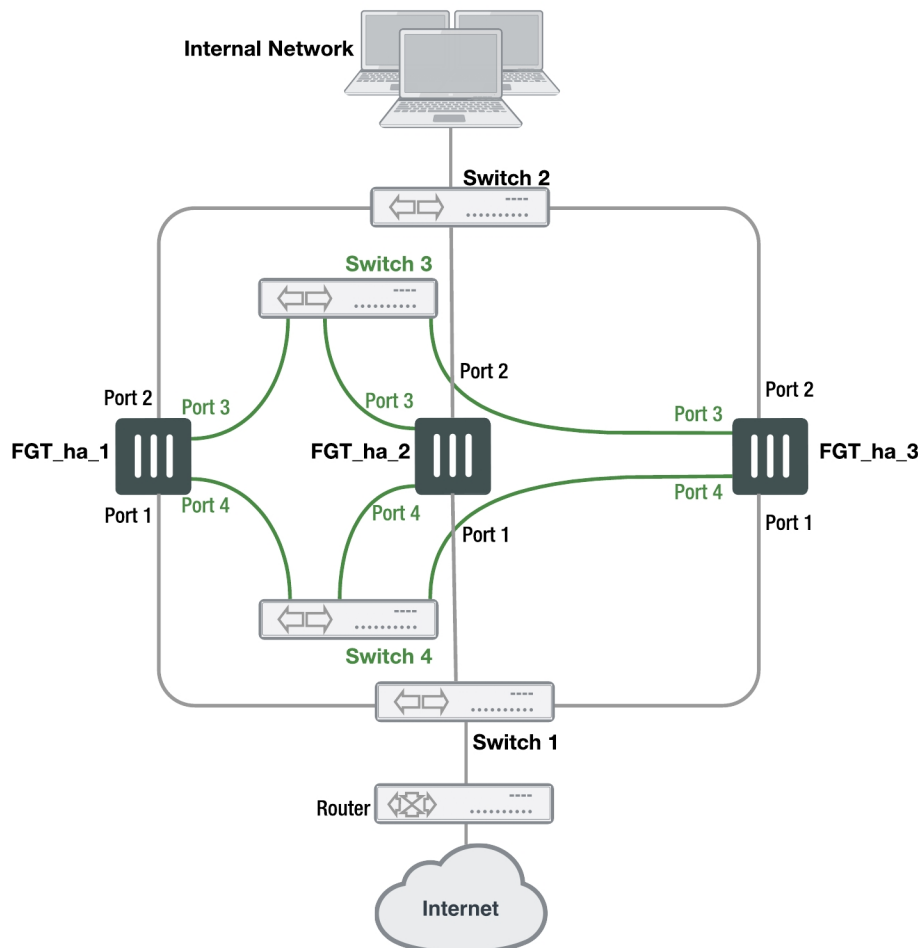 Internal Network
Switch 2
Switch 3
Port 2
Port 3
Port 3
Port 2
Port 3
Port 2
FGT_ha_1
FGT_ha_2
FGT_ha_3
Port 1
Port 4
Port 4
Port 1
Port 4
Port 1
Switch 4
Switch 1
Router
Internet